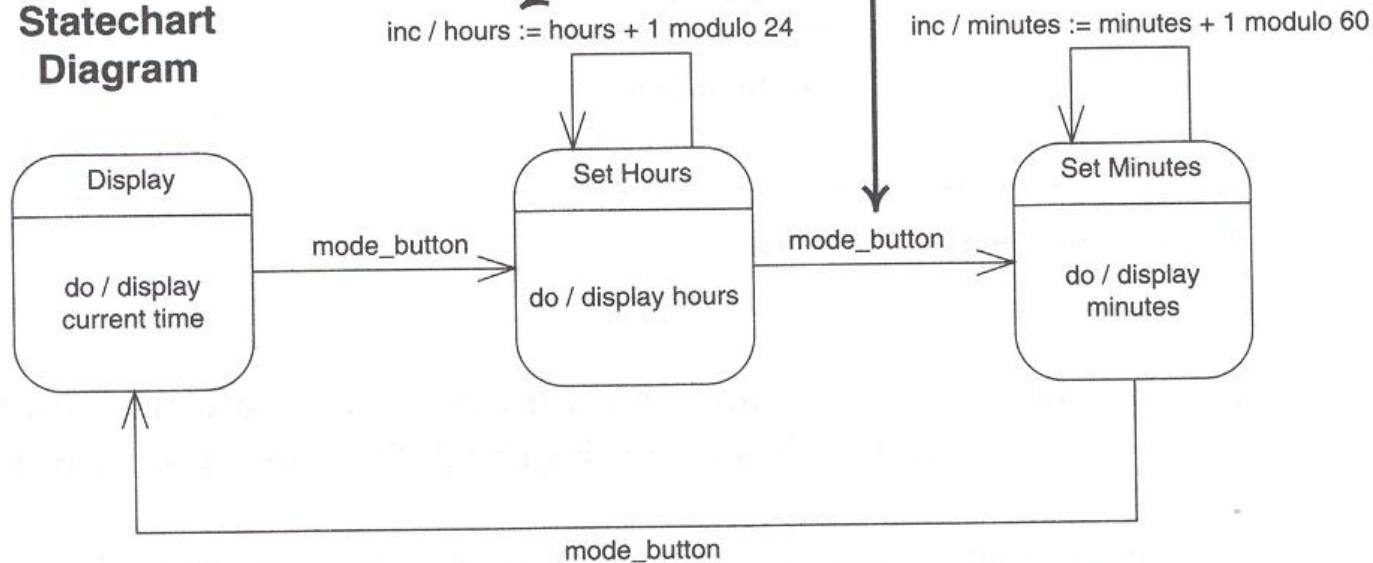 Statechart
Diagram
inc / hours := hours + 1 modulo 24
inc / minutes := minutes + 1 modulo 60
Display
do / display
current time
mode_button
Set Hours
do / display hours
mode_button
Set Minutes
do / display
minutes
mode_button